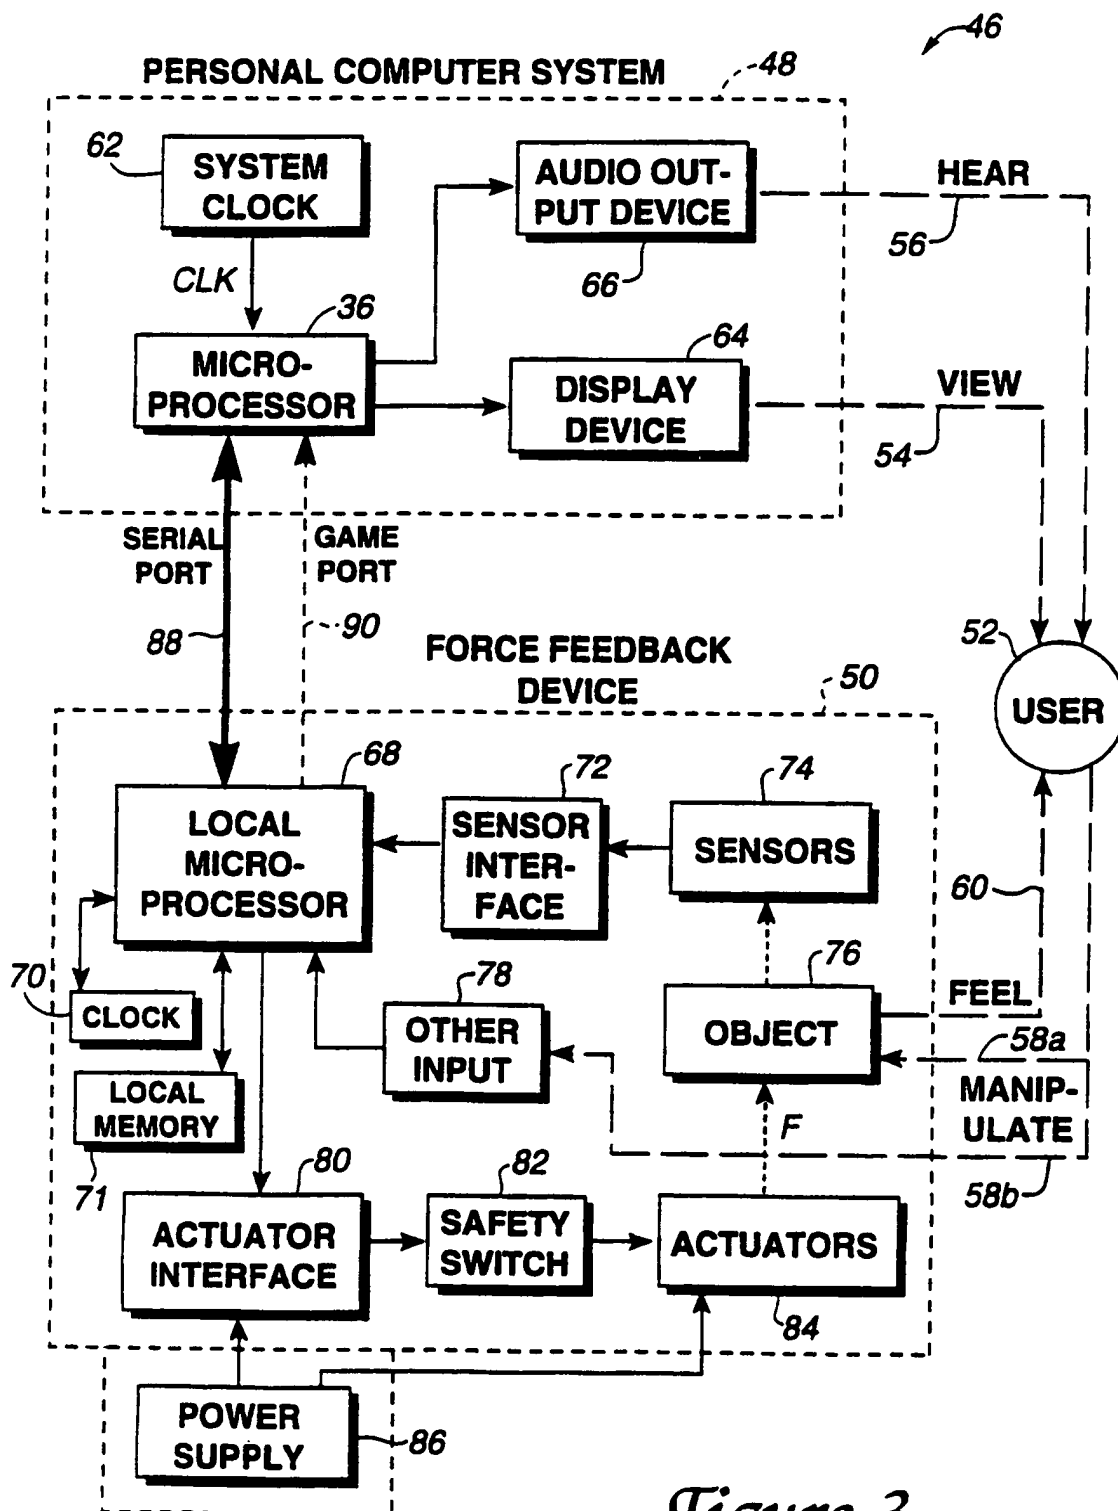 46
PERSONAL COMPUTER SYSTEM
48
62
SYSTEM
CLOCK
AUDIO OUT-
PUT DEVICE
66
HEAR
56
CLK
36
MICRO-
PROCESSOR
64
DISPLAY
DEVICE
VIEW
54
SERIAL
PORT
GAME
PORT
88
90
FORCE FEEDBACK
DEVICE
50
52
USER
68
LOCAL
MICRO-
PROCESSOR
72
SENSOR
INTER-
FACE
74
SENSORS
60
70
CLOCK
78
OTHER
INPUT
76
OBJECT
FEEL
58a
MANIP-
ULATE
58b
LOCAL
MEMORY
71
F
80
ACTUATOR
INTERFACE
82
SAFETY
SWITCH
ACTUATORS
84
POWER
SUPPLY
86
Figure